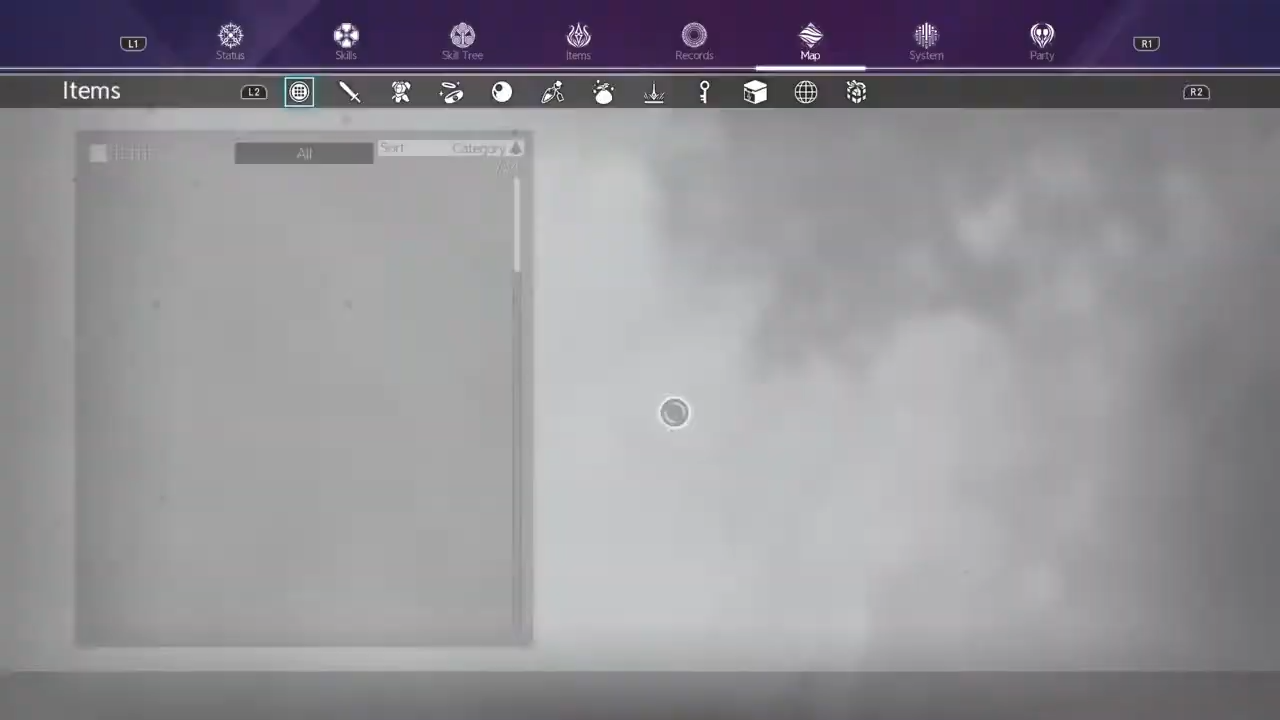 L1
Status
Skills
Skill Tree
Items
Records
Map
System
Party
R1
Items
L2
R2
All
Sort
Category